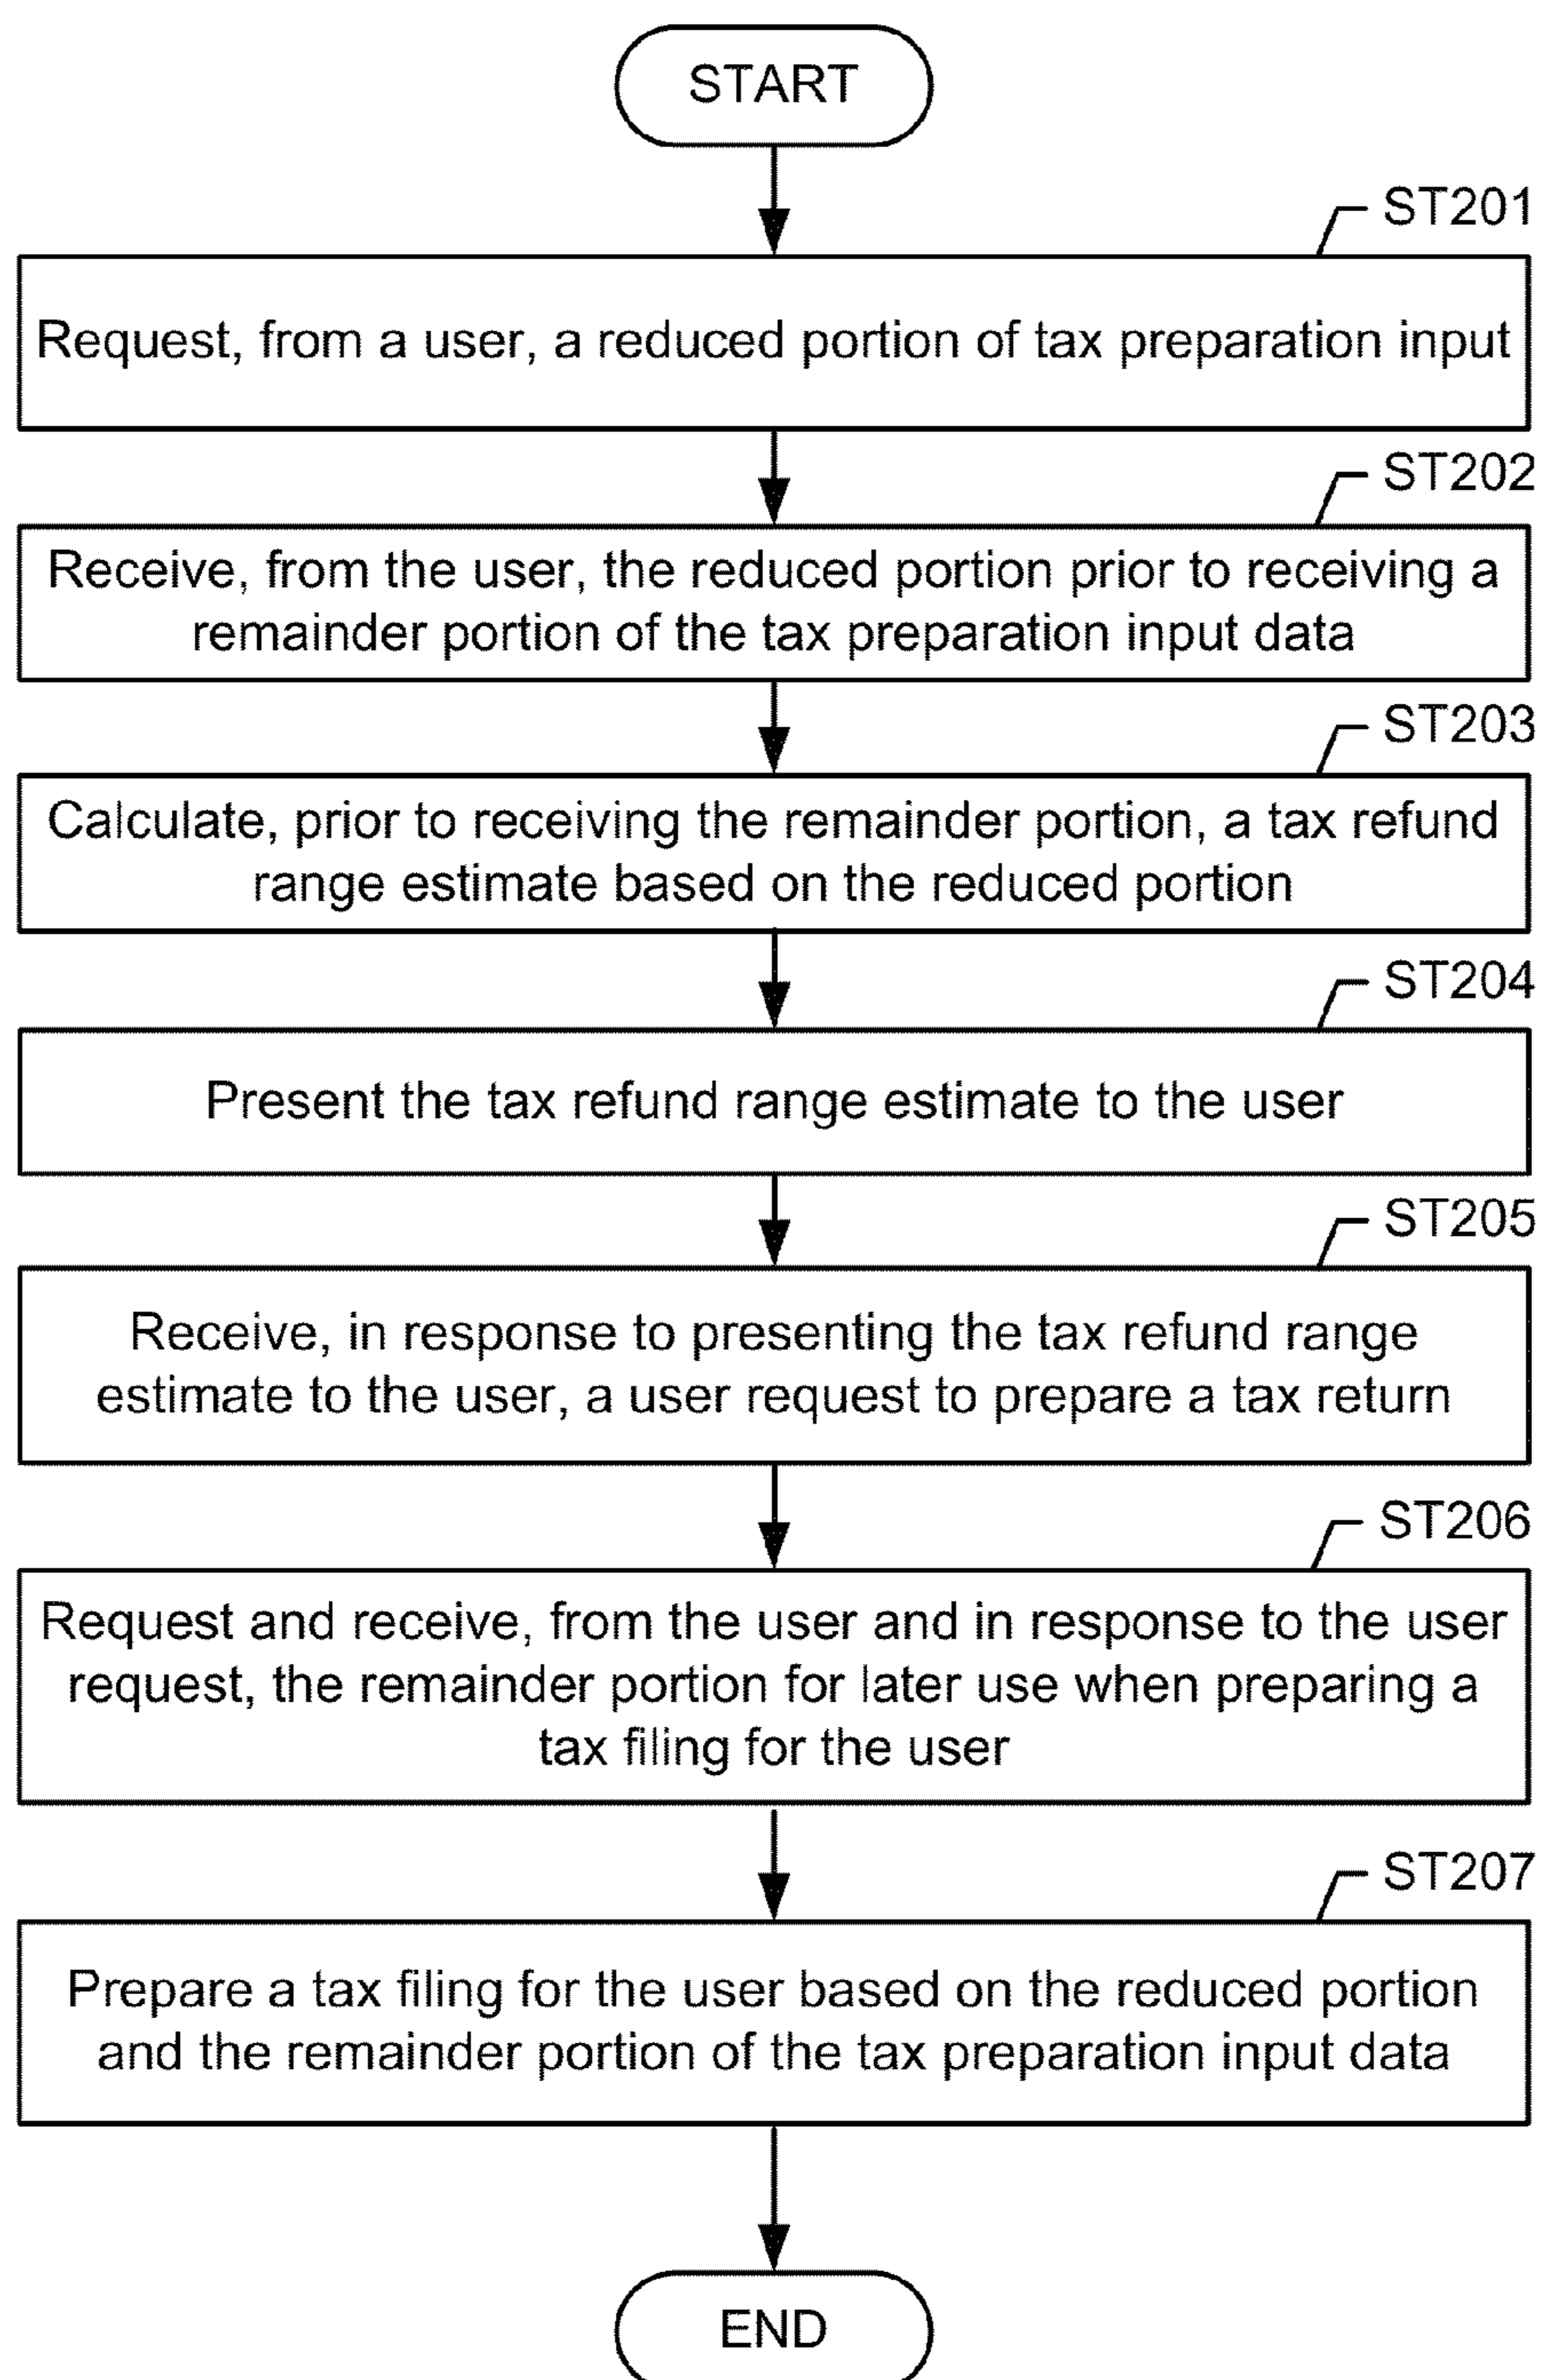 START
ST201
Request, from a user, a reduced portion of tax preparation input
ST202
Receive, from the user, the reduced portion prior to receiving a
remainder portion of the tax preparation input data
ST203
Calculate, prior to receiving the remainder portion, a tax refund
range estimate based on the reduced portion
ST204
Present the tax refund range estimate to the user
ST205
Receive, in response to presenting the tax refund range
estimate to the user, a user request to prepare a tax return
ST206
Request and receive, from the user and in response to the user
request, the remainder portion for later use when preparing a
tax filing for the user
ST207
Prepare a tax filing for the user based on the reduced portion
and the remainder portion of the tax preparation input data
END